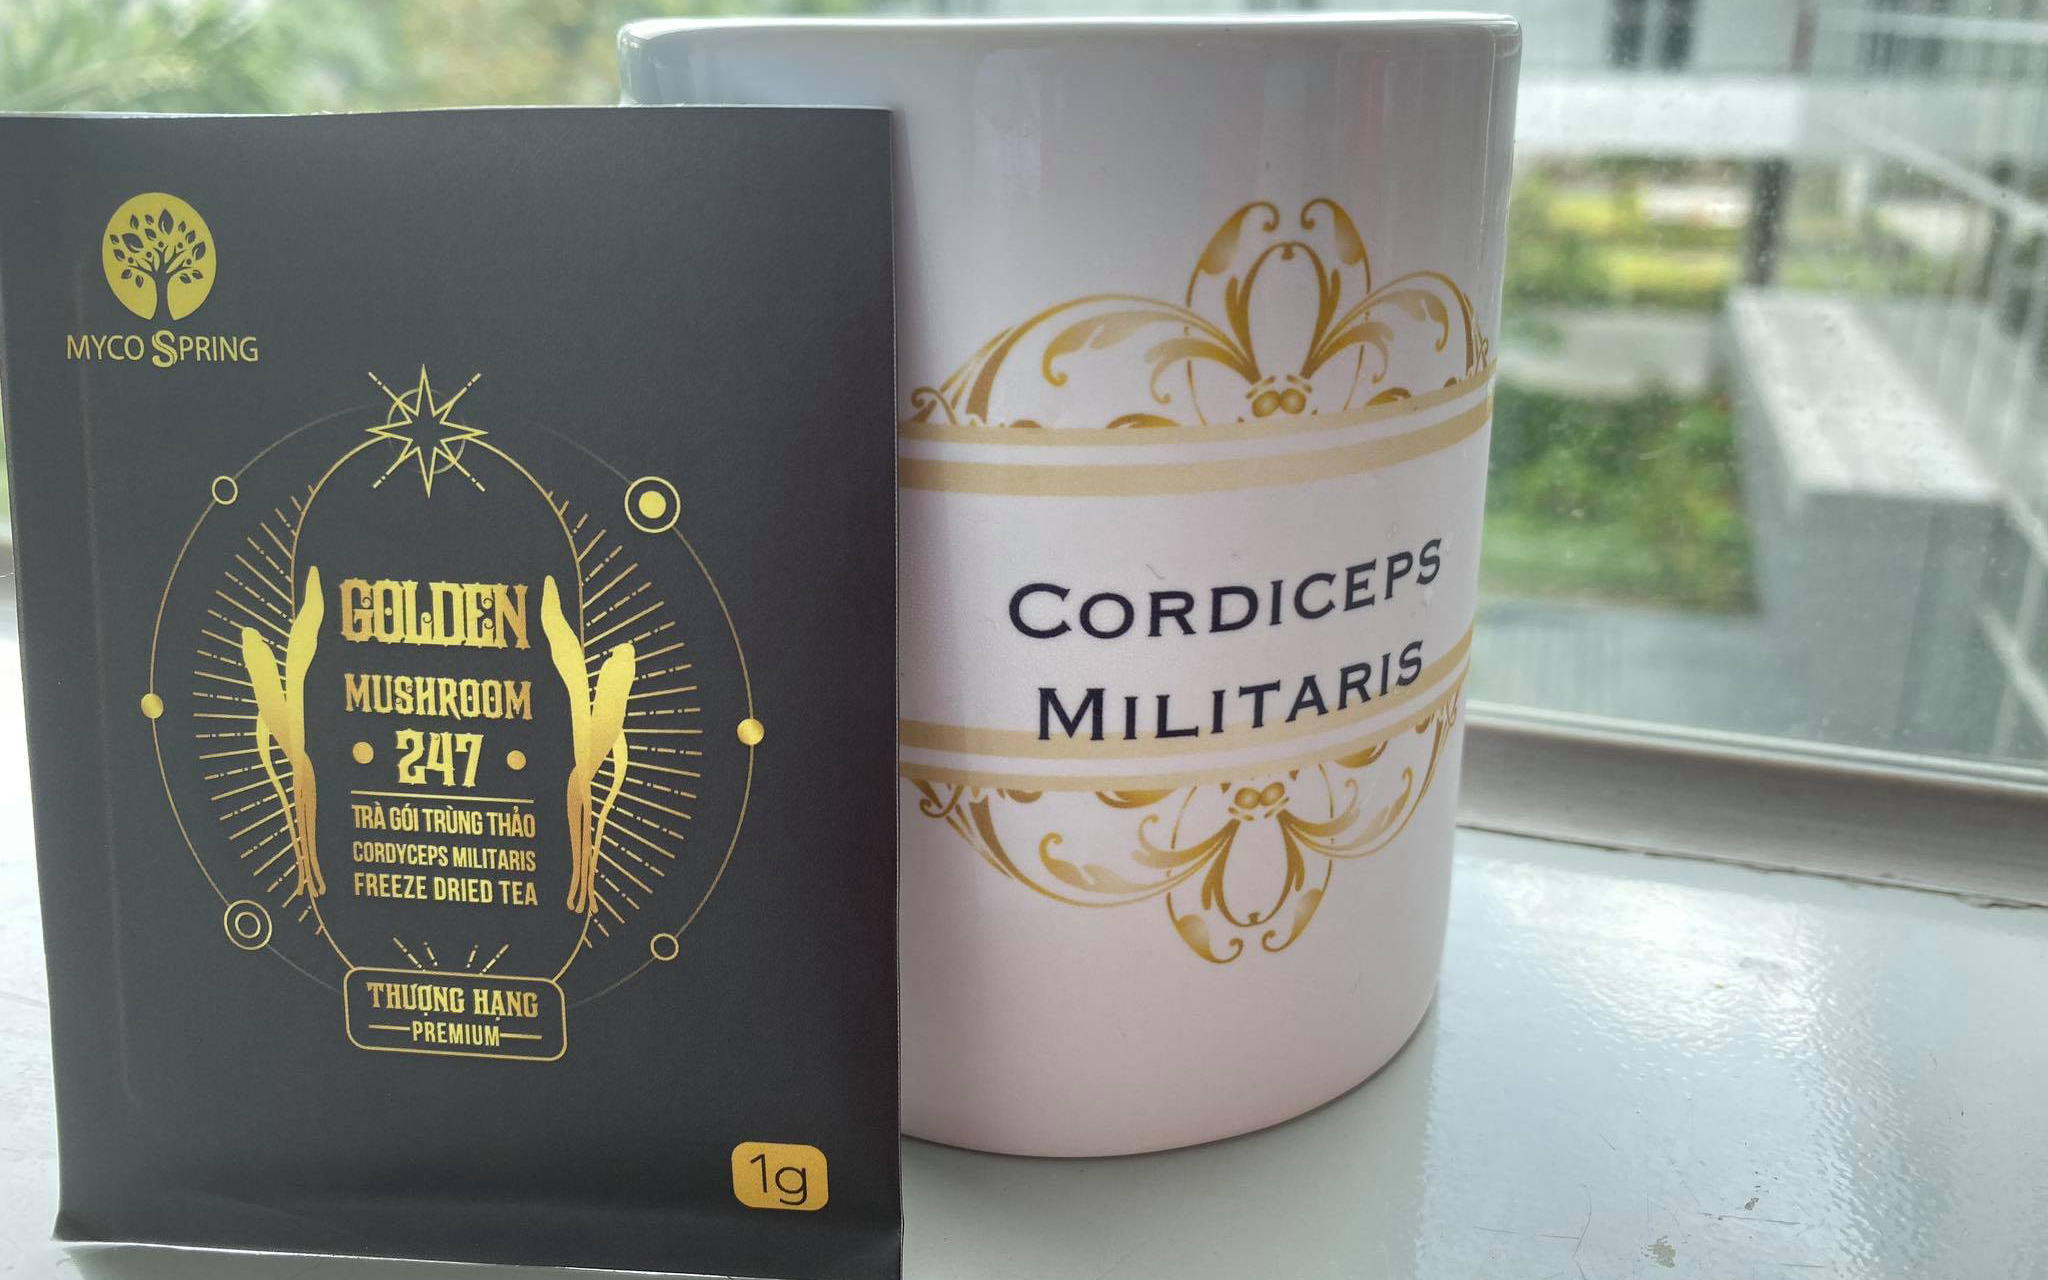 MYCO SPRING
GOLDEN
MUSHROOM
247
TRÀ GÓI TRÙNG THẢO
CORDYCEPS MILITARIS
FREEZE DRIED TEA
THƯỢNG HẠNG
PREMIUM
1g
CORDICEPS
MILITARIS